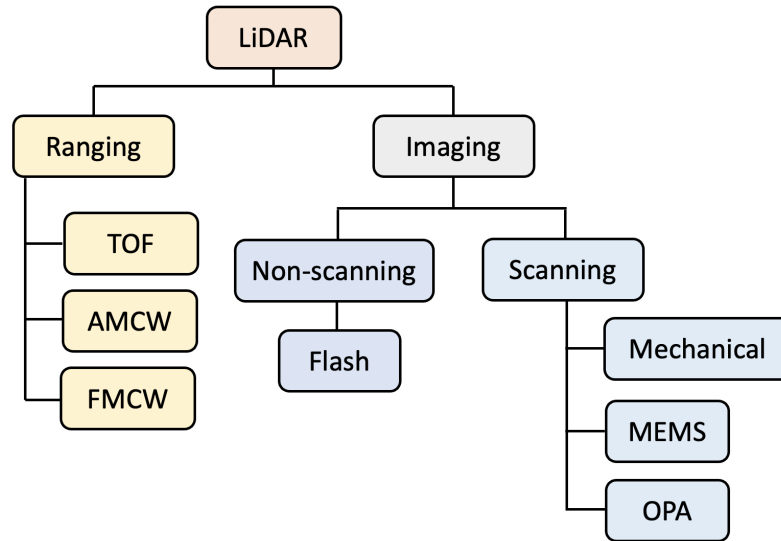 LiDAR
Ranging
Imaging
TOF
AMCW
FMCW
Non-scanning
Flash
Scanning
Mechanical
MEMS
OPA